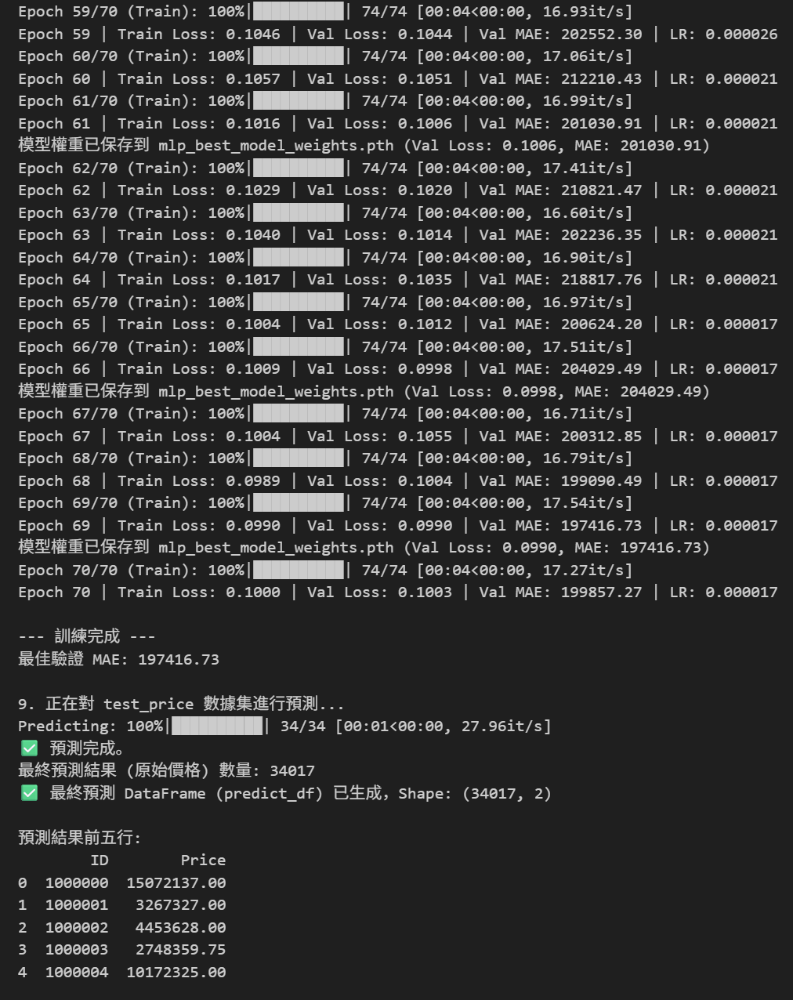 Epoch 59/70 (Train): 100%|██████████| 74/74 [00:04<00:00, 16.93it/s]
Epoch 59 | Train Loss: 0.1046 | Val Loss: 0.1044 | Val MAE: 202552.30 | LR: 0.000026
Epoch 60/70 (Train): 100%|██████████| 74/74 [00:04<00:00, 17.06it/s]
Epoch 60 | Train Loss: 0.1057 | Val Loss: 0.1051 | Val MAE: 212210.43 | LR: 0.000021
Epoch 61/70 (Train): 100%|██████████| 74/74 [00:04<00:00, 16.99it/s]
Epoch 61 | Train Loss: 0.1016 | Val Loss: 0.1006 | Val MAE: 201030.91 | LR: 0.000021
模型權重已保存到 mlp_best_model_weights.pth (Val Loss: 0.1006, MAE: 201030.91)
Epoch 62/70 (Train): 100%|██████████| 74/74 [00:04<00:00, 17.41it/s]
Epoch 62 | Train Loss: 0.1029 | Val Loss: 0.1020 | Val MAE: 210821.47 | LR: 0.000021
Epoch 63/70 (Train): 100%|██████████| 74/74 [00:04<00:00, 16.60it/s]
Epoch 63 | Train Loss: 0.1040 | Val Loss: 0.1014 | Val MAE: 202236.35 | LR: 0.000021
Epoch 64/70 (Train): 100%|██████████| 74/74 [00:04<00:00, 16.90it/s]
Epoch 64 | Train Loss: 0.1017 | Val Loss: 0.1035 | Val MAE: 218817.76 | LR: 0.000021
Epoch 65/70 (Train): 100%|██████████| 74/74 [00:04<00:00, 16.97it/s]
Epoch 65 | Train Loss: 0.1004 | Val Loss: 0.1012 | Val MAE: 200624.20 | LR: 0.000017
Epoch 66/70 (Train): 100%|██████████| 74/74 [00:04<00:00, 17.51it/s]
Epoch 66 | Train Loss: 0.1009 | Val Loss: 0.0998 | Val MAE: 204029.49 | LR: 0.000017
模型權重已保存到 mlp_best_model_weights.pth (Val Loss: 0.0998, MAE: 204029.49)
Epoch 67/70 (Train): 100%|██████████| 74/74 [00:04<00:00, 16.71it/s]
Epoch 67 | Train Loss: 0.1004 | Val Loss: 0.1055 | Val MAE: 200312.85 | LR: 0.000017
Epoch 68/70 (Train): 100%|██████████| 74/74 [00:04<00:00, 16.79it/s]
Epoch 68 | Train Loss: 0.0989 | Val Loss: 0.1004 | Val MAE: 199090.49 | LR: 0.000017
Epoch 69/70 (Train): 100%|██████████| 74/74 [00:04<00:00, 17.54it/s]
Epoch 69 | Train Loss: 0.0990 | Val Loss: 0.0990 | Val MAE: 197416.73 | LR: 0.000017
模型權重已保存到 mlp_best_model_weights.pth (Val Loss: 0.0990, MAE: 197416.73)
Epoch 70/70 (Train): 100%|██████████| 74/74 [00:04<00:00, 17.27it/s]
Epoch 70 | Train Loss: 0.1000 | Val Loss: 0.1003 | Val MAE: 199857.27 | LR: 0.000017
--- 訓練完成 ---
最佳驗證 MAE: 197416.73
9. 正在對 test_price 數據集進行預測...
Predicting: 100%|██████████| 34/34 [00:01<00:00, 27.96it/s]
✅ 預測完成。
最終預測結果 (原始價格) 數量: 34017
✅ 最終預測 DataFrame (predict_df) 已生成，Shape: (34017, 2)
預測結果前五行:
ID Price
0 1000000 15072137.00
1 1000001 3267327.00
2 1000002 4453628.00
3 1000003 2748359.75
4 1000004 10172325.00